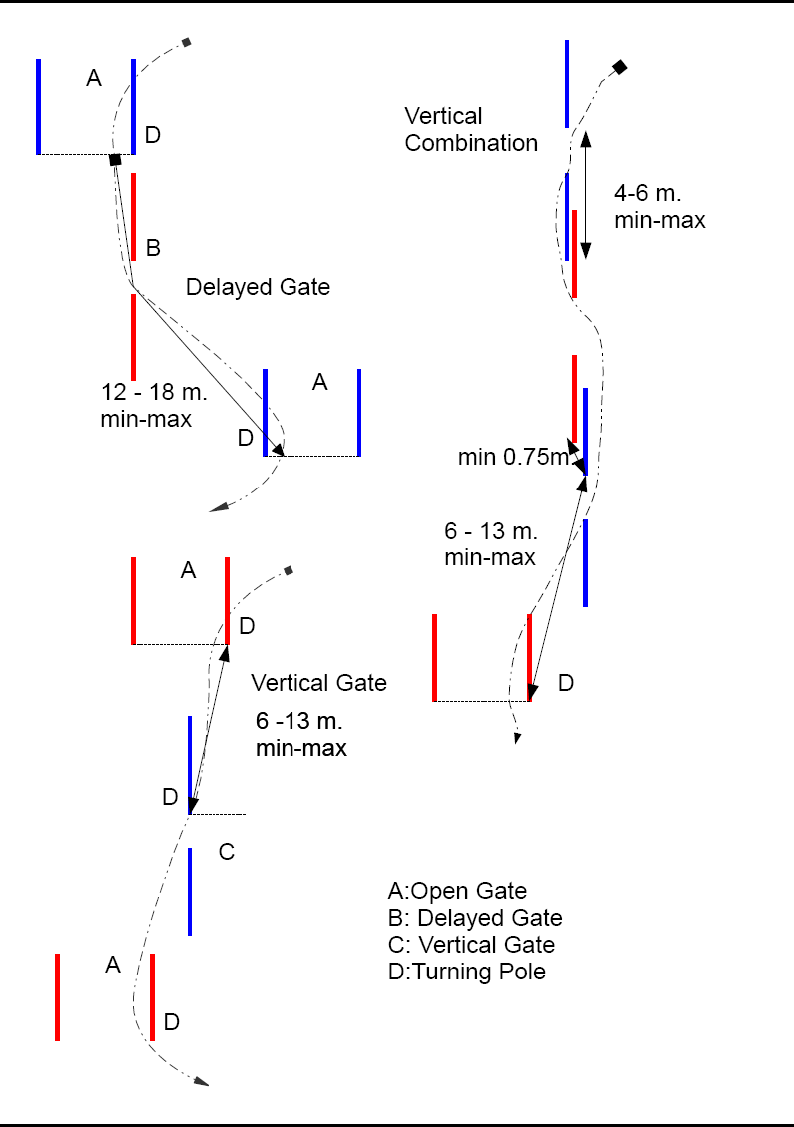 A
D
B
Delayed Gate
12 - 18 m.
min-max
A
D
Vertical
Combination
4-6 m.
min-max
min 0.75m.
6 - 13 m.
min-max
D
A
D
Vertical Gate
6 -13 m.
min-max
D
C
A
D
A:Open Gate
B: Delayed Gate
C: Vertical Gate
D:Turning Pole